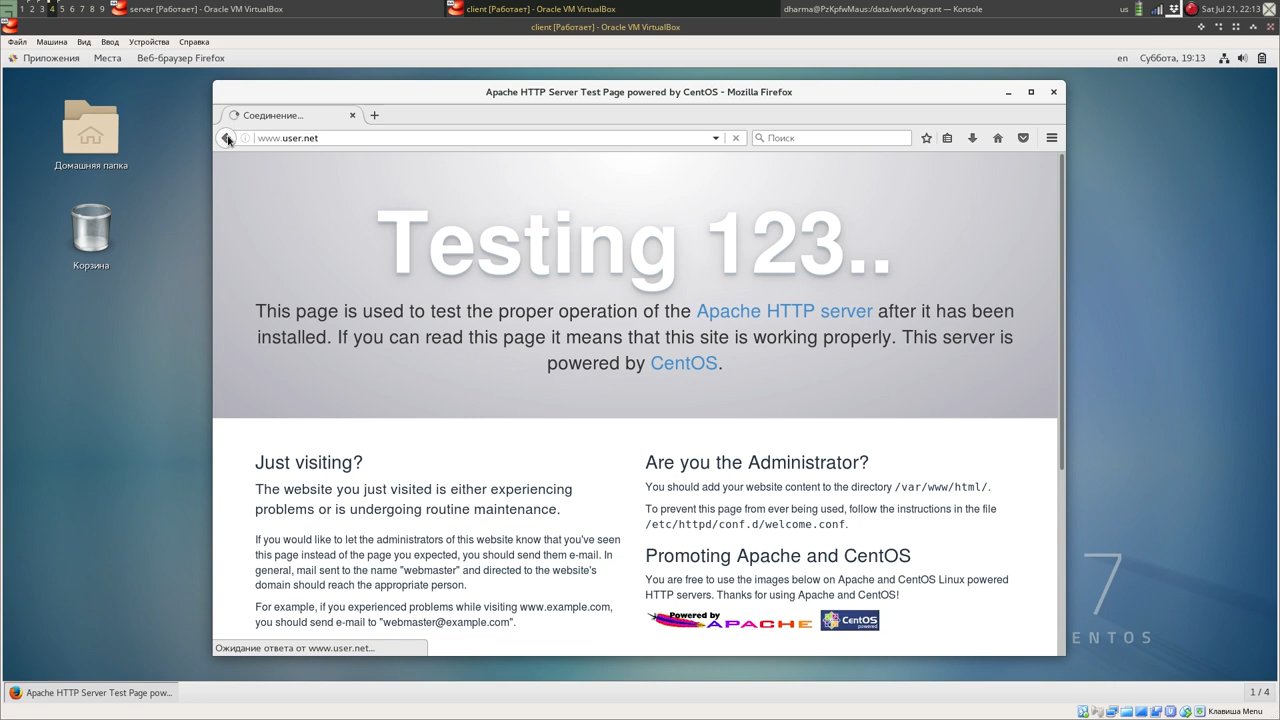 1 2 3 4 5 6 7 8 9
server [Работает] - Oracle VM VirtualBox
client [Работает] - Oracle VM VirtualBox
dharma@PzKpfwMaus:/data/work/vagrant — Konsole
us
Sat Jul 21, 22:13
client [Работает] - Oracle VM VirtualBox
Файл Машина Вид Ввод Устройства Справка
Приложения Места Веб-браузер Firefox
en Суббота, 19:13
Домашняя папка
Корзина
Apache HTTP Server Test Page powered by CentOS - Mozilla Firefox
Соединение...
www.user.net
Поиск
Testing 123..
This page is used to test the proper operation of the Apache HTTP server after it has been
installed. If you can read this page it means that this site is working properly. This server is
powered by CentOS.
Just visiting?
The website you just visited is either experiencing
problems or is undergoing routine maintenance.
If you would like to let the administrators of this website know that you've seen
this page instead of the page you expected, you should send them e-mail. In
general, mail sent to the name "webmaster" and directed to the website's
domain should reach the appropriate person.
For example, if you experienced problems while visiting www.example.com,
you should send e-mail to "webmaster@example.com".
Are you the Administrator?
You should add your website content to the directory /var/www/html/.
To prevent this page from ever being used, follow the instructions in the file
/etc/httpd/conf.d/welcome.conf.
Promoting Apache and CentOS
You are free to use the images below on Apache and CentOS Linux powered
HTTP servers. Thanks for using Apache and CentOS!
Powered by
APACHE
CentOS
powered
7
ENTOS
Ожидание ответа от www.user.net...
Apache HTTP Server Test Page pow...
1 / 4
Клавиша Menu